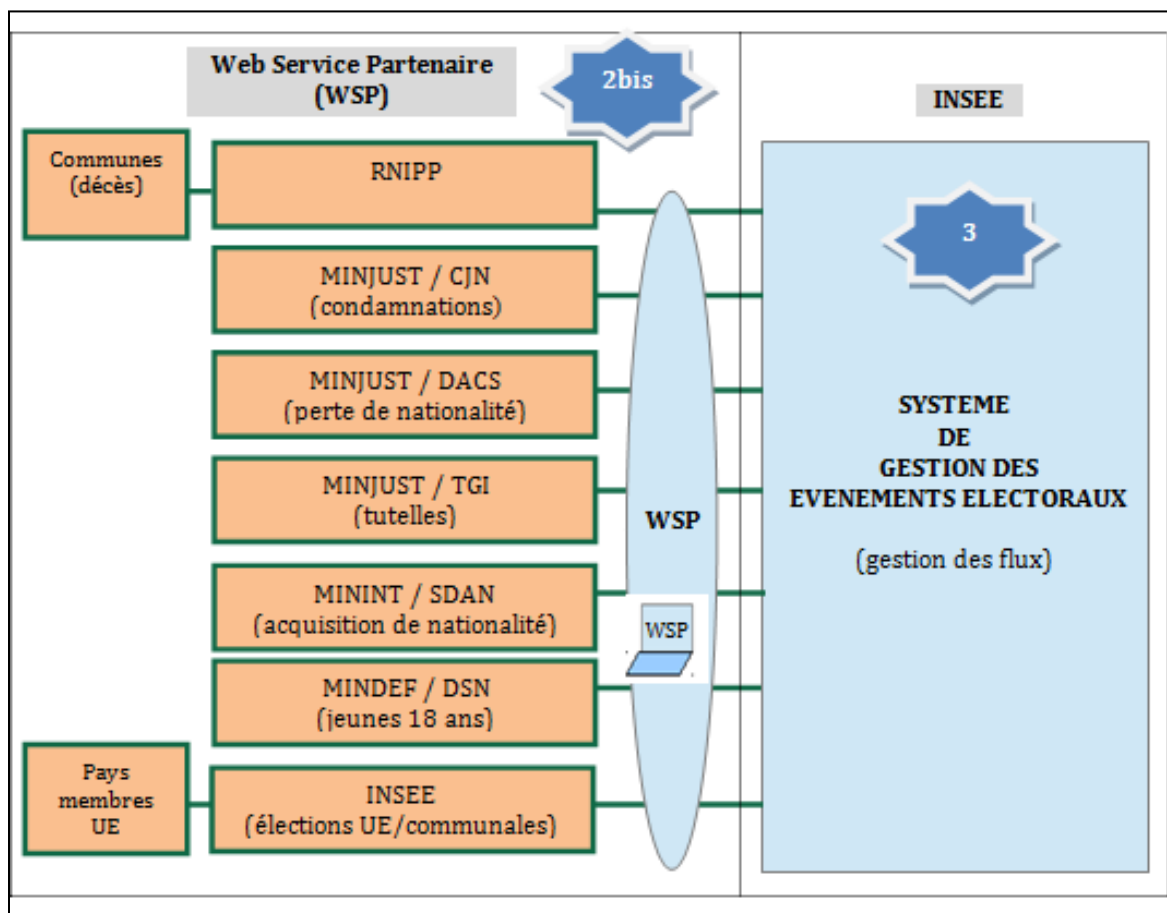 Web Service Partenaire
(WSP)
2bis
INSEE
Communes
(décès)
RNIPP
3
MINJUST / CJN
(condamnations)
MINJUST / DACS
(perte de nationalité)
SYSTEME
DE
GESTION DES
EVENEMENTS ELECTORAUX
(gestion des flux)
MINJUST / TGI
(tutelles)
WSP
MININT / SDAN
(acquisition de nationalité)
WSP
MINDEF / DSN
(jeunes 18 ans)
Pays
membres
UE
INSEE
(élections UE/communales)